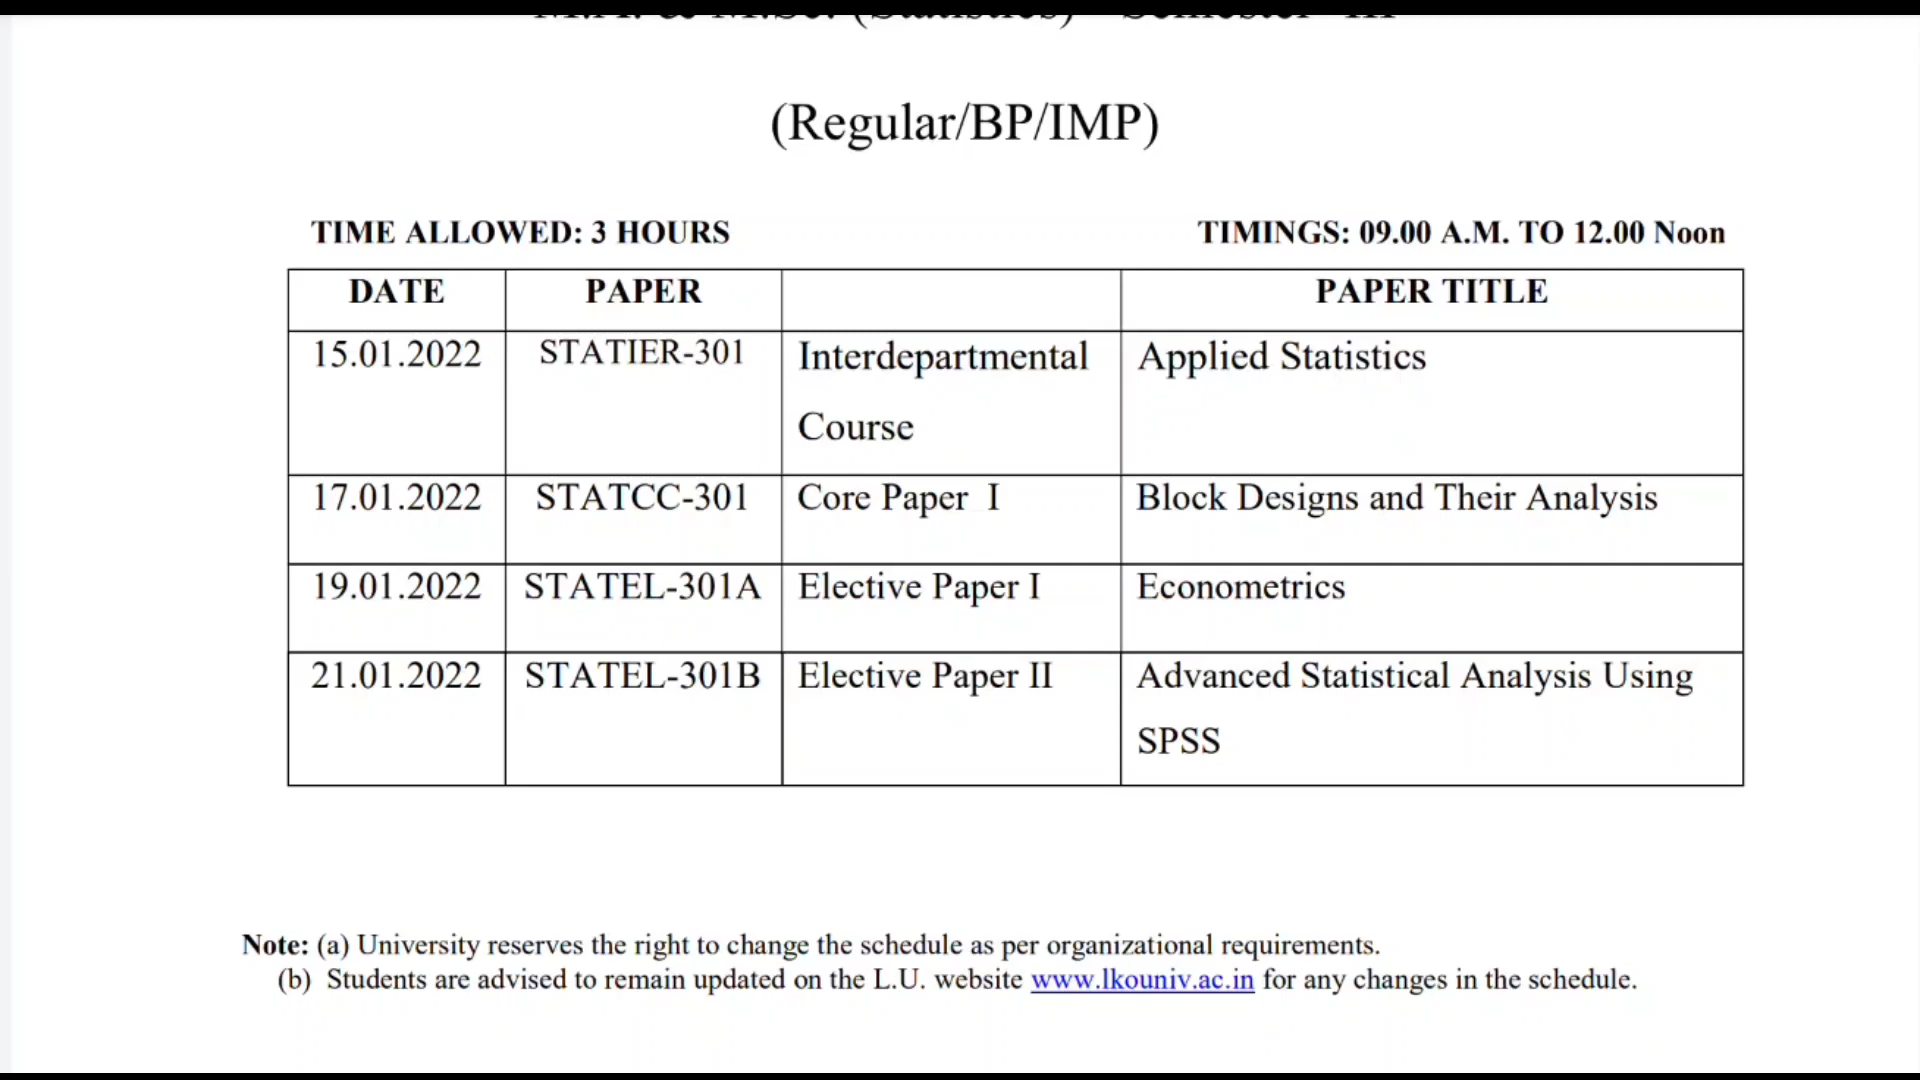 M.A. & M.Sc. (Statistics) - Semester- III
(Regular/BP/IMP)
TIME ALLOWED: 3 HOURS TIMINGS: 09.00 A.M. TO 12.00 Noon
DATE PAPER PAPER TITLE
15.01.2022 STATIER-301 Interdepartmental Applied Statistics
Course
17.01.2022 STATCC-301 Core Paper I Block Designs and Their Analysis
19.01.2022 STATEL-301A Elective Paper I Econometrics
21.01.2022 STATEL-301B Elective Paper II Advanced Statistical Analysis Using
SPSS
Note: (a) University reserves the right to change the schedule as per organizational requirements.
(b) Students are advised to remain updated on the L.U. website www.lkouniv.ac.in for any changes in the schedule.